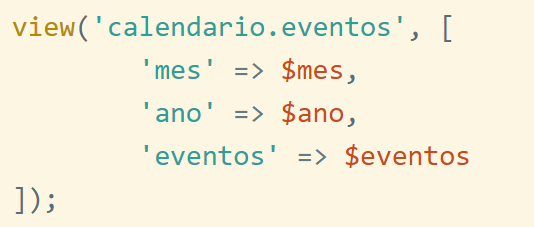 view('calendario.eventos', [
'mes' => $mes,
'ano' => $ano,
'eventos' => $eventos
]);